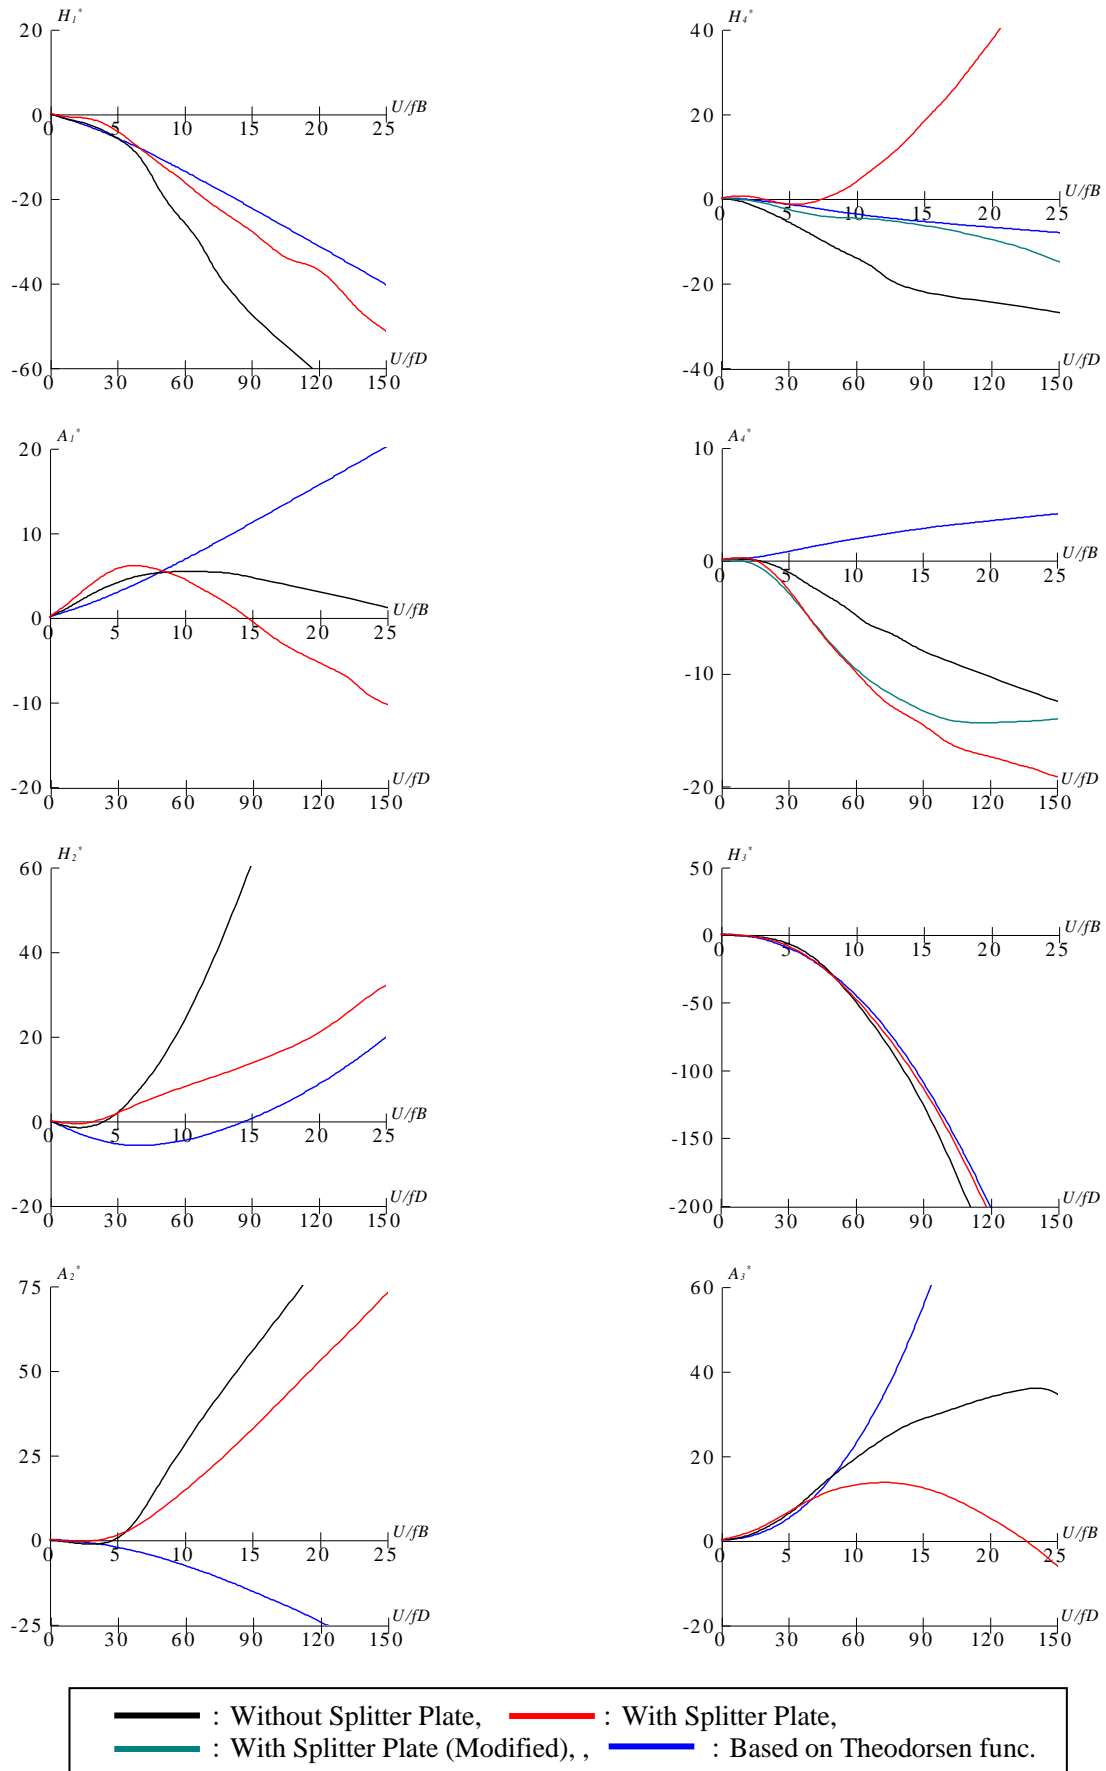 H1*
20
0
-20
-40
-60
U/fB
0 5 10 15 20 25
U/fD
0 30 60 90 120 150
H4*
40
20
0
-20
-40
U/fB
0 5 10 15 20 25
U/fD
0 30 60 90 120 150
A1*
20
10
0
-10
-20
U/fB
0 5 10 15 20 25
U/fD
0 30 60 90 120 150
A4*
10
0
-10
-20
U/fB
0 5 10 15 20 25
U/fD
0 30 60 90 120 150
H2*
60
40
20
0
-20
U/fB
0 5 10 15 20 25
U/fD
0 30 60 90 120 150
H3*
50
0
-50
-100
-150
-200
U/fB
0 5 10 15 20 25
U/fD
0 30 60 90 120 150
A2*
75
50
25
0
-25
U/fB
0 5 10 15 20 25
U/fD
0 30 60 90 120 150
A3*
60
40
20
0
-20
U/fB
0 5 10 15 20 25
U/fD
0 30 60 90 120 150
: Without Splitter Plate, : With Splitter Plate,
: With Splitter Plate (Modified), , : Based on Theodorsen func.